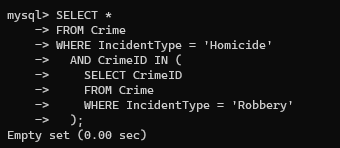 mysql> SELECT *
    -> FROM Crime
    -> WHERE IncidentType = 'Homicide'
    ->   AND CrimeID IN (
    ->     SELECT CrimeID
    ->     FROM Crime
    ->     WHERE IncidentType = 'Robbery'
    ->   );
Empty set (0.00 sec)